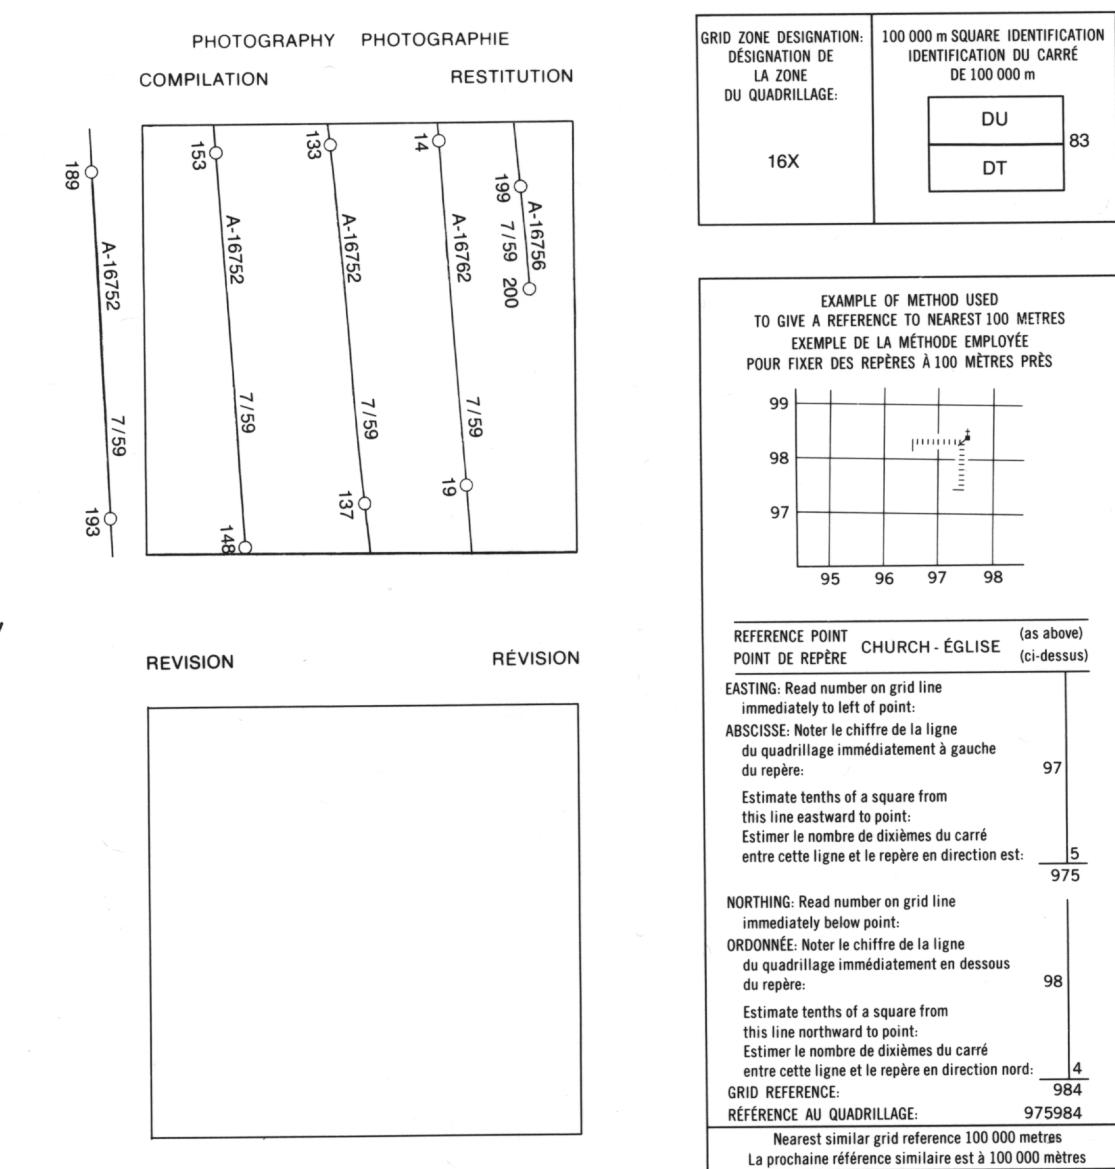 PHOTOGRAPHY PHOTOGRAPHIE
COMPILATION RESTITUTION
189
A-16752
7/59
193
153
A-16752
7/59
148
133
A-16752
7/59
137
14
A-16762
7/59
19
199 7/59 200
A-16756
REVISION RÉVISION
GRID ZONE DESIGNATION:
DÉSIGNATION DE
LA ZONE
DU QUADRILLAGE:
16X
100 000 m SQUARE IDENTIFICATION
IDENTIFICATION DU CARRÉ
DE 100 000 m
DU
83
DT
EXAMPLE OF METHOD USED
TO GIVE A REFERENCE TO NEAREST 100 METRES
EXEMPLE DE LA MÉTHODE EMPLOYÉE
POUR FIXER DES REPÈRES À 100 MÈTRES PRÈS
99
98
97
95 96 97 98
REFERENCE POINT
POINT DE REPÈRE
CHURCH - ÉGLISE
(as above)
(ci-dessus)
EASTING: Read number on grid line
immediately to left of point:
ABSCISSE: Noter le chiffre de la ligne
du quadrillage immédiatement à gauche
du repère: 97
Estimate tenths of a square from
this line eastward to point:
Estimer le nombre de dixièmes du carré
entre cette ligne et le repère en direction est: 5
975
NORTHING: Read number on grid line
immediately below point:
ORDONNÉE: Noter le chiffre de la ligne
du quadrillage immédiatement en dessous
du repère: 98
Estimate tenths of a square from
this line northward to point:
Estimer le nombre de dixièmes du carré
entre cette ligne et le repère en direction nord: 4
GRID REFERENCE: 984
RÉFÉRENCE AU QUADRILLAGE: 975984
Nearest similar grid reference 100 000 metres
La prochaine référence similaire est à 100 000 mètres